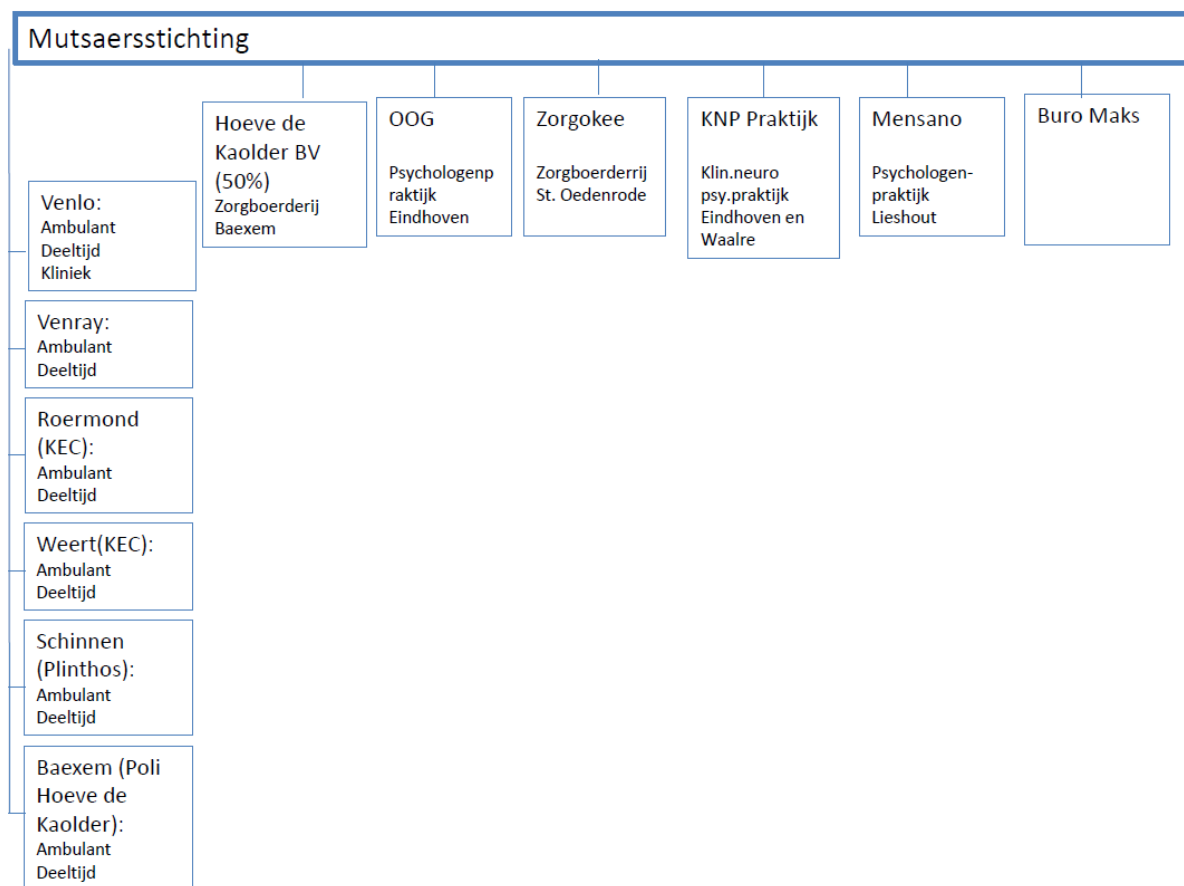 Mutsaersstichting
Hoeve de
Kaolder BV
(50%)
Zorgboerderij
Baexem
OOG
Psychologenp
raktijk
Eindhoven
Zorgokee
Zorgboerderrij
St. Oedenrode
KNP Praktijk
Klin.neuro
psy.praktijk
Eindhoven en
Waalre
Mensano
Psychologen-
praktijk
Lieshout
Buro Maks
Venlo:
Ambulant
Deeltijd
Kliniek
Venray:
Ambulant
Deeltijd
Roermond
(KEC):
Ambulant
Deeltijd
Weert(KEC):
Ambulant
Deeltijd
Schinnen
(Plinthos):
Ambulant
Deeltijd
Baexem (Poli
Hoeve de
Kaolder):
Ambulant
Deeltijd